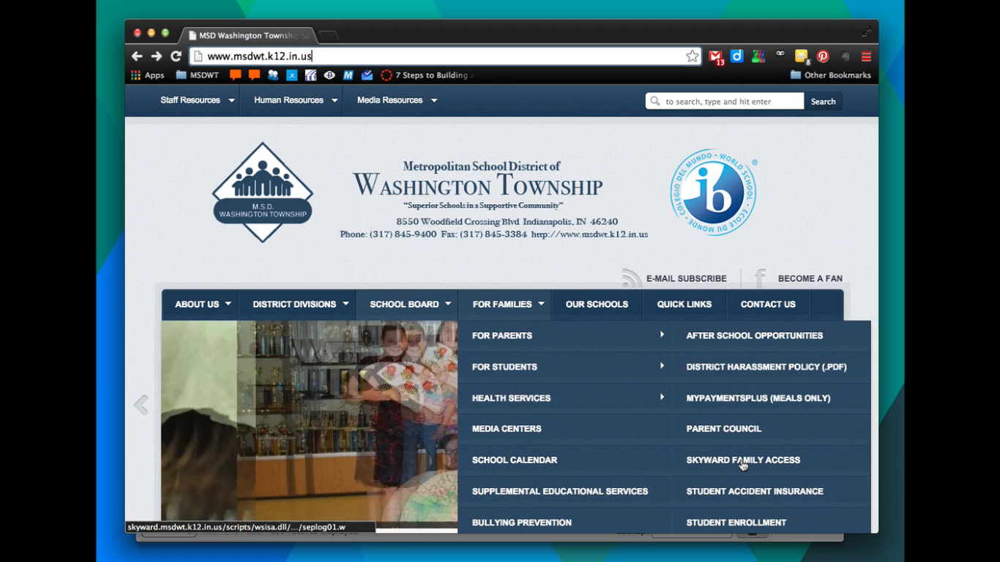 MSD Washington Township
www.msdwt.k12.in.us
13
8
Apps MSDWT 7 Steps to Building a Other Bookmarks
Staff Resources Human Resources Media Resources to search, type and hit enter Search
Metropolitan School District of
WASHINGTON TOWNSHIP
"Superior Schools in a Supportive Community"
8550 Woodfield Crossing Blvd Indianapolis, IN 46240
Phone: (317) 845-9400 Fax: (317) 845-3384 http://www.msdwt.k12.in.us
M.S.D.
WASHINGTON TOWNSHIP
COLEGIO DEL MUNDO · WORLD SCHOOL · ECOLE DU MONDE ·
ib
®
E-MAIL SUBSCRIBE BECOME A FAN
ABOUT US DISTRICT DIVISIONS SCHOOL BOARD FOR FAMILIES OUR SCHOOLS QUICK LINKS CONTACT US
FOR PARENTS AFTER SCHOOL OPPORTUNITIES
FOR STUDENTS DISTRICT HARASSMENT POLICY (.PDF)
HEALTH SERVICES MYPAYMENTSPLUS (MEALS ONLY)
MEDIA CENTERS PARENT COUNCIL
SCHOOL CALENDAR SKYWARD FAMILY ACCESS
SUPPLEMENTAL EDUCATIONAL SERVICES STUDENT ACCIDENT INSURANCE
BULLYING PREVENTION STUDENT ENROLLMENT
skyward.msdwt.k12.in.us/scripts/wsisa.dll/.../seplog01.w